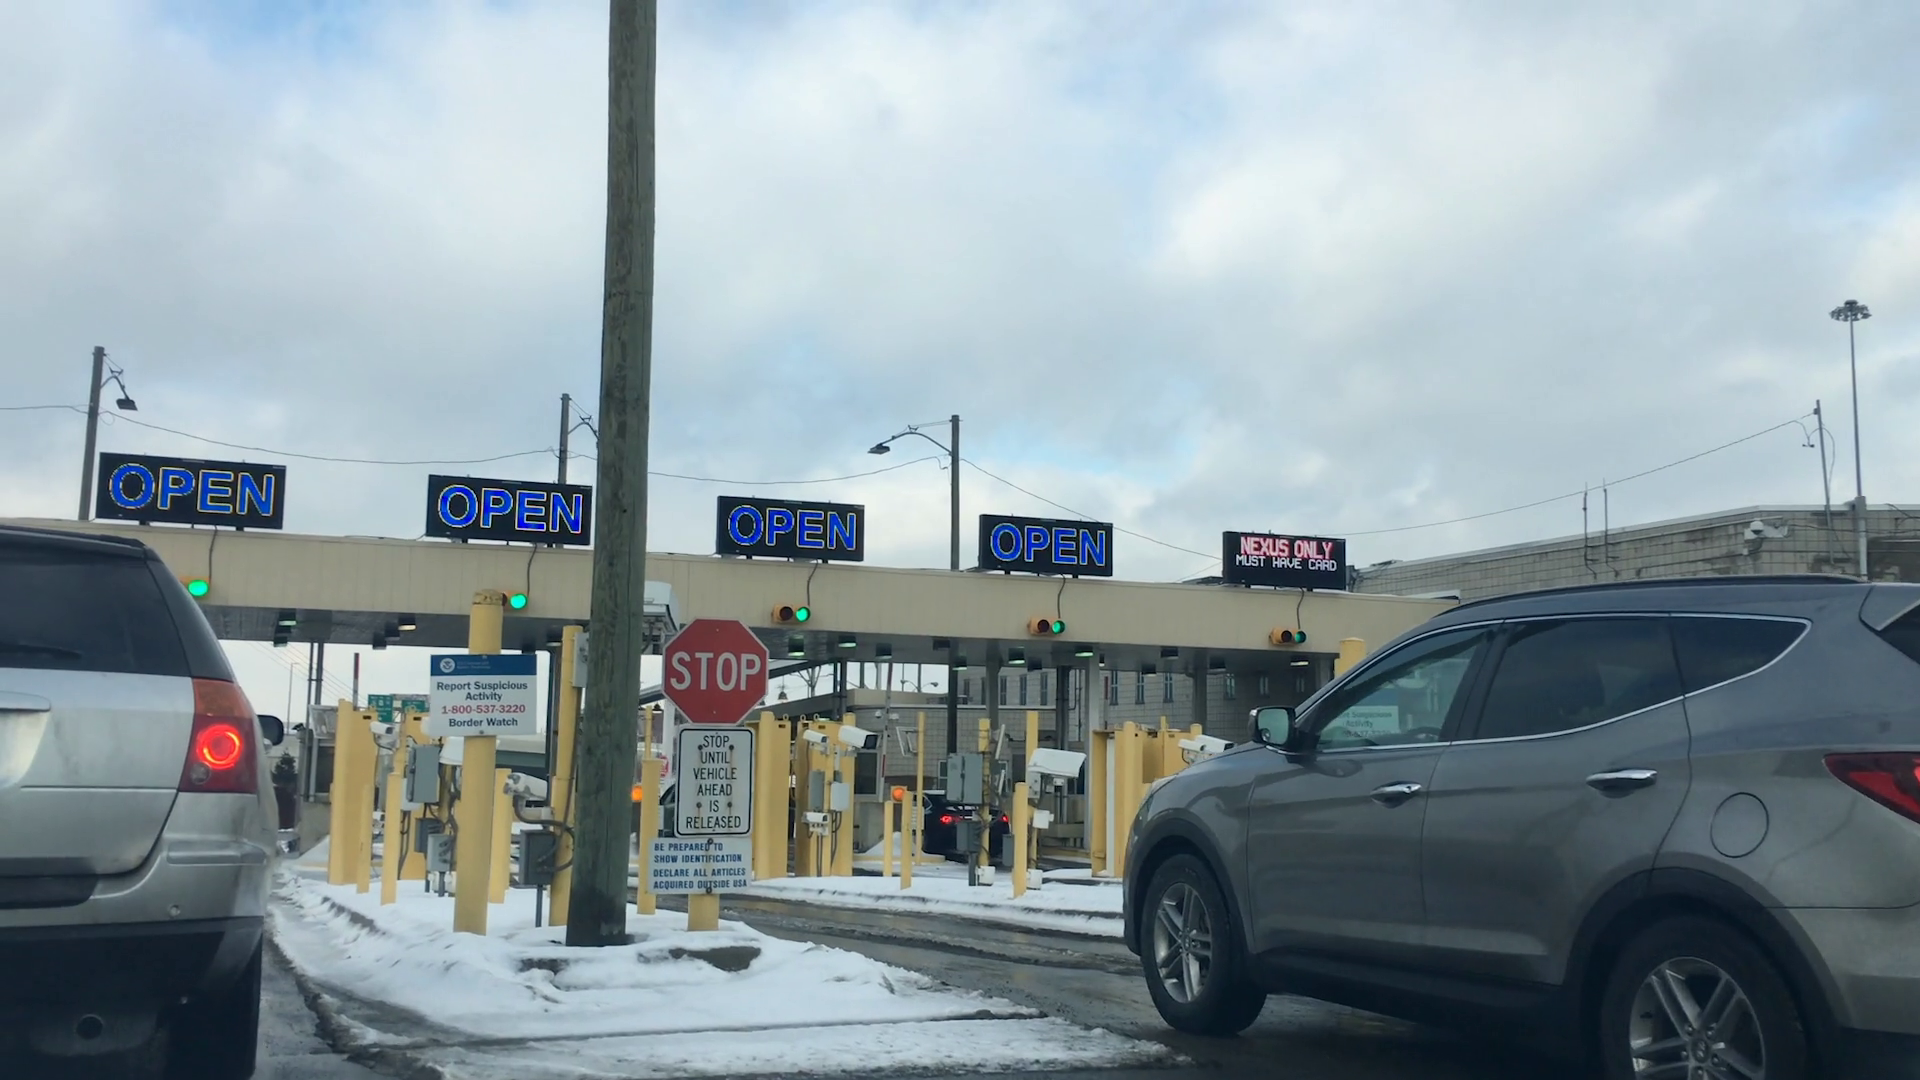 OPEN
OPEN
OPEN
OPEN
NEXUS ONLY
MUST HAVE CARD
Report Suspicious
Activity
1-800-537-3220
Border Watch
STOP
STOP
UNTIL
VEHICLE
AHEAD
IS
RELEASED
BE PREPARED TO
SHOW IDENTIFICATION
DECLARE ALL ARTICLES
ACQUIRED OUTSIDE USA